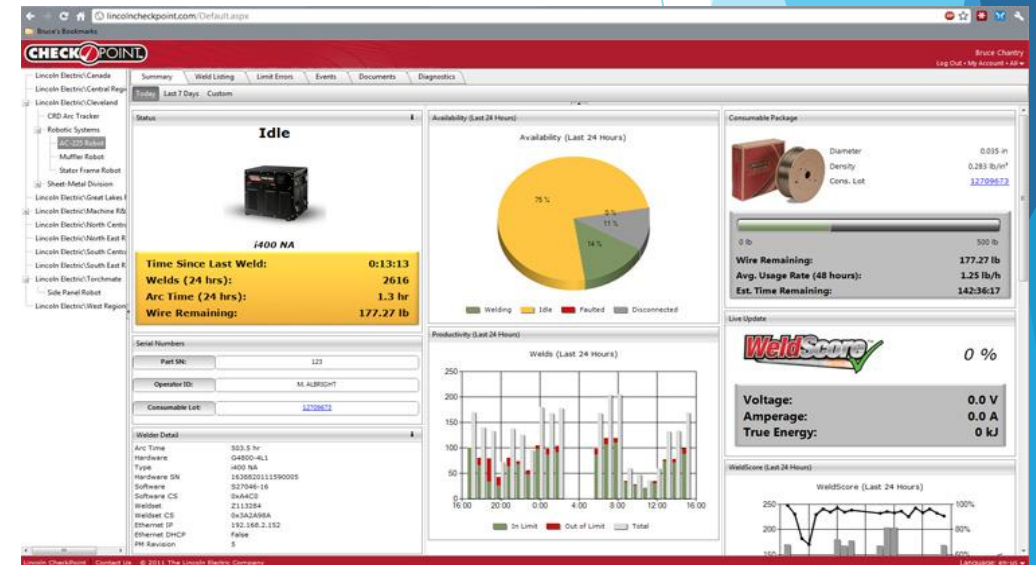 lincolncheckpoint.com/Default.aspx
Bruce's Bookmarks
CHECKPOINT
Bruce Chantry
Log Out • My Account • All
Lincoln Electric\Canada
Lincoln Electric\Central Regi
Lincoln Electric\Cleveland
CRD Arc Tracker
Robotic Systems
AC-225 Robot
Muffler Robot
Stator Frame Robot
Sheet-Metal Division
Lincoln Electric\Great Lakes
Lincoln Electric\Machine R&
Lincoln Electric\North Centr
Lincoln Electric\North East R
Lincoln Electric\South Centr
Lincoln Electric\South East R
Lincoln Electric\Torchmate
Side Panel Robot
Lincoln Electric\West Region
Summary Weld Listing Limit Errors Events Documents Diagnostics
Today Last 7 Days Custom
Status
Idle
i400 NA
Time Since Last Weld: 0:13:13
Welds (24 hrs): 2616
Arc Time (24 hrs): 1.3 hr
Wire Remaining: 177.27 lb
Serial Numbers
Part SN: 123
Operator ID: M. ALBRIGHT
Consumable Lot: 12709673
Welder Detail
Arc Time 503.5 hr
Hardware G4800-4L1
Type i400 NA
Hardware SN 1636820111590005
Software S27046-16
Software CS 0xA4C0
Weldset Z113284
Weldset CS 0x3A2A98A
Ethernet IP 192.168.2.152
Ethernet DHCP False
PM Revision 5
Availability (Last 24 Hours)
Availability (Last 24 Hours)
75 %
11 %
14 %
Welding Idle Faulted Disconnected
Productivity (Last 24 Hours)
Welds (Last 24 Hours)
250
200
150
100
50
0
16:00 20:00 0:00 4:00 8:00 12:00 16:00
In Limit Out of Limit Total
Consumable Package
Diameter 0.035 in
Density 0.283 lb/in³
Cons. Lot 12709673
0 lb 500 lb
Wire Remaining: 177.27 lb
Avg. Usage Rate (48 hours): 1.25 lb/h
Est. Time Remaining: 142:36:17
Live Update
WeldScore 0 %
Voltage: 0.0 V
Amperage: 0.0 A
True Energy: 0 kJ
WeldScore (Last 24 Hours)
WeldScore (Last 24 Hours)
250 100%
200 80%
150 60%
Lincoln CheckPoint Contact Us © 2011 The Lincoln Electric Company
Language: en-us